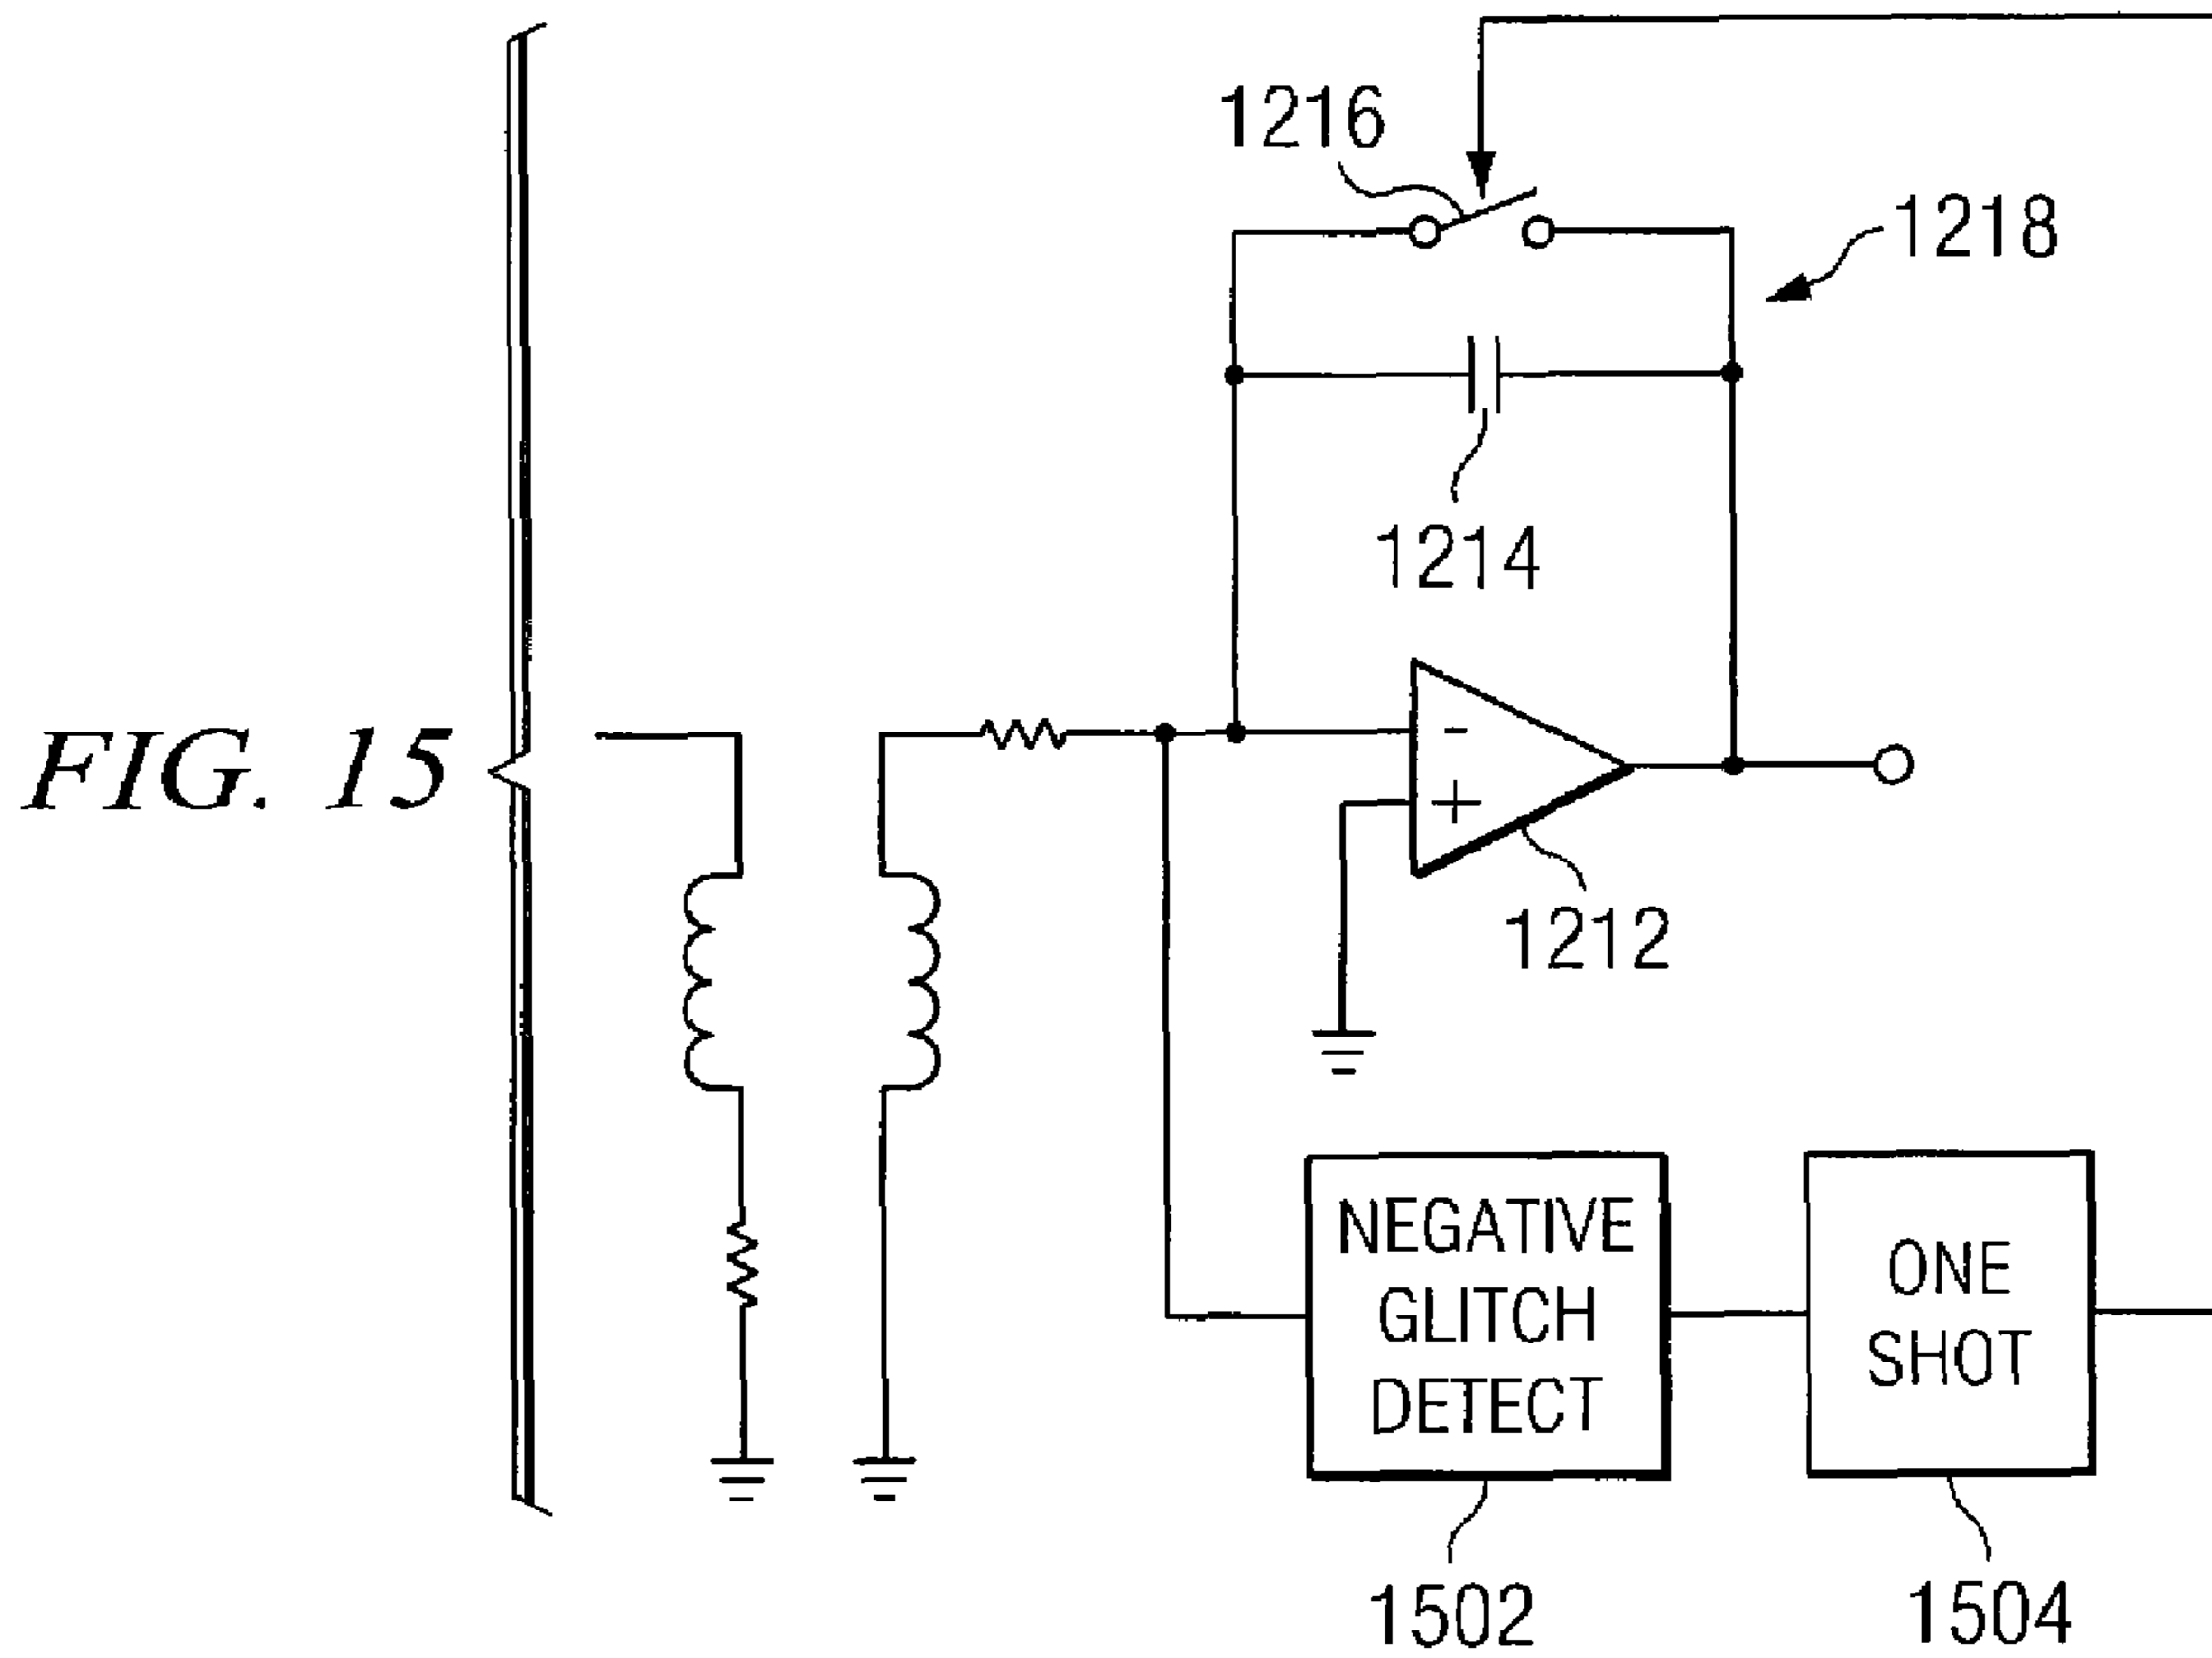 1216
1218
1214
FIG. 15
-
+
1212
NEGATIVE
GLITCH
DETECT
ONE
SHOT
1502
1504